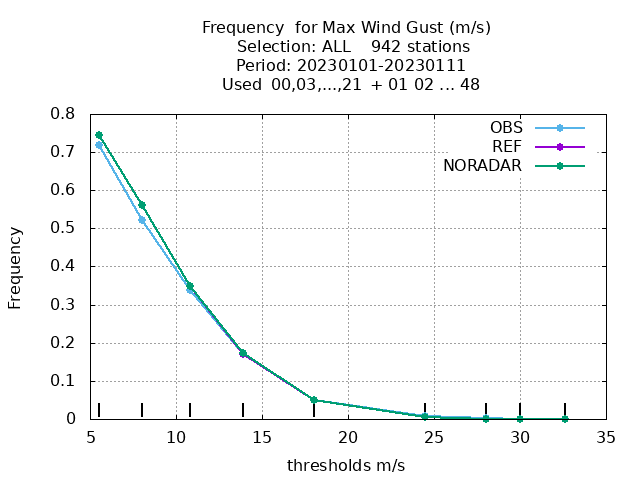 Frequency  for Max Wind Gust (m/s)
Selection: ALL    942 stations
Period: 20230101-20230111
Used  00,03,...,21  + 01 02 ... 48
OBS
REF
NORADAR
0.8
0.7
0.6
0.5
0.4
0.3
0.2
0.1
0
Frequency
5 10 15 20 25 30 35
thresholds m/s